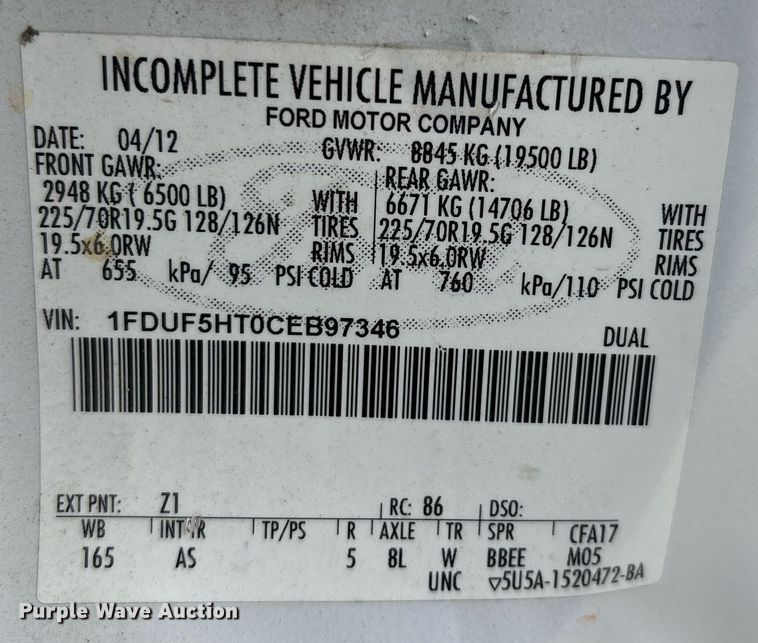 INCOMPLETE VEHICLE MANUFACTURED BY
FORD MOTOR COMPANY
DATE: 04/12 GVWR: 8845 KG (19500 LB)
FRONT GAWR: REAR GAWR:
2948 KG ( 6500 LB) WITH 6671 KG (14706 LB) WITH
225/70R19.5G 128/126N TIRES 225/70R19.5G 128/126N TIRES
19.5x6.0RW RIMS 19.5x6.0RW RIMS
AT 655 kPa/ 95 PSI COLD AT 760 kPa/110 PSI COLD
VIN: 1FDUF5HT0CEB97346 DUAL
EXT PNT: Z1 RC: 86 DSO:
WB INT TR TP/PS R AXLE TR SPR CFA17
165 AS 5 8L W BBEE M05
UNC ▽5U5A-1520472-BA
Purple Wave Auction